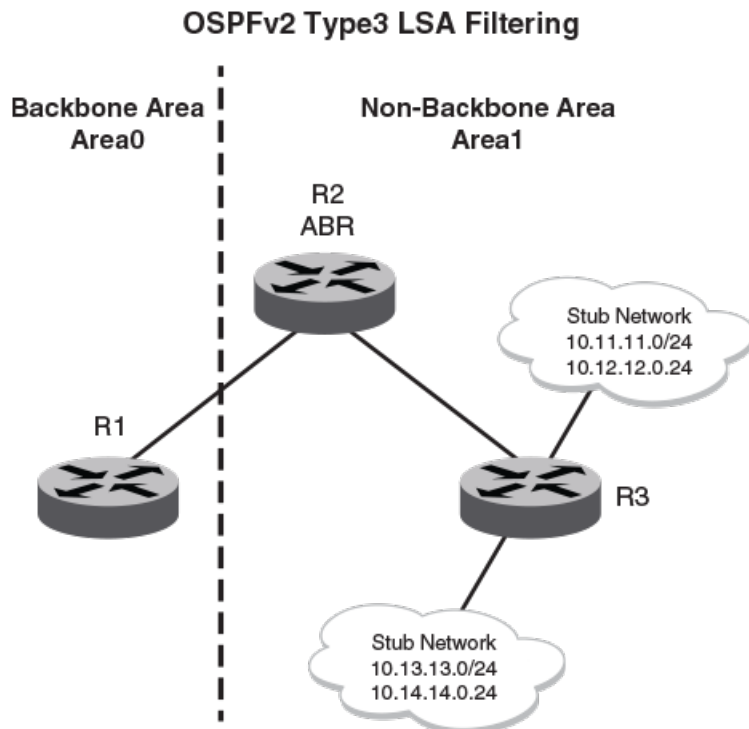 OSPFv2 Type3 LSA Filtering
Backbone Area
Area0
Non-Backbone Area
Area1
R2
ABR
Stub Network
10.11.11.0/24
10.12.12.0.24
R1
R3
Stub Network
10.13.13.0/24
10.14.14.0.24